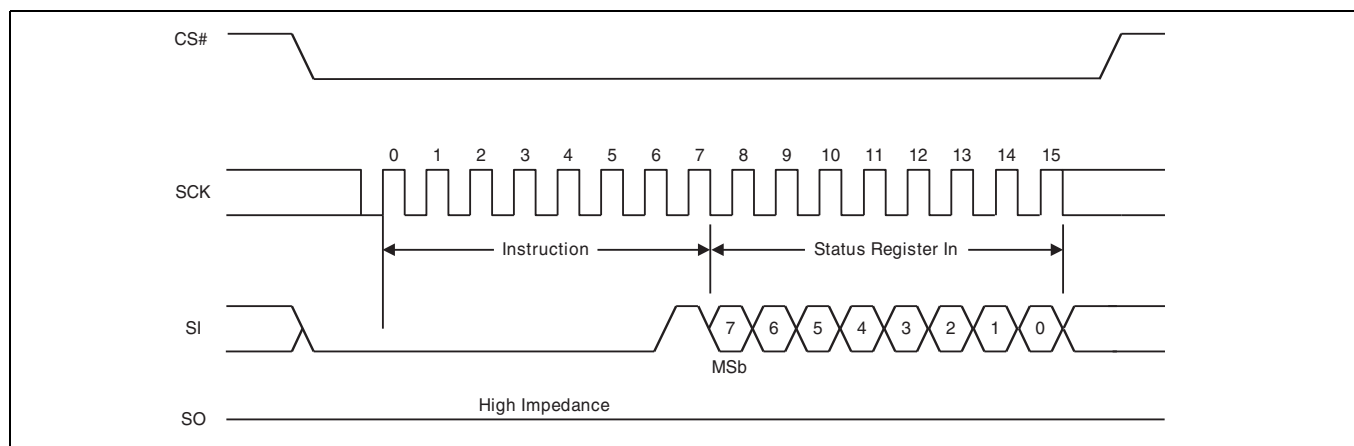 CS#
0 1 2 3 4 5 6 7 8 9 10 11 12 13 14 15
SCK
Instruction Status Register In
SI 7 6 5 4 3 2 1 0
MSb
High Impedance
SO